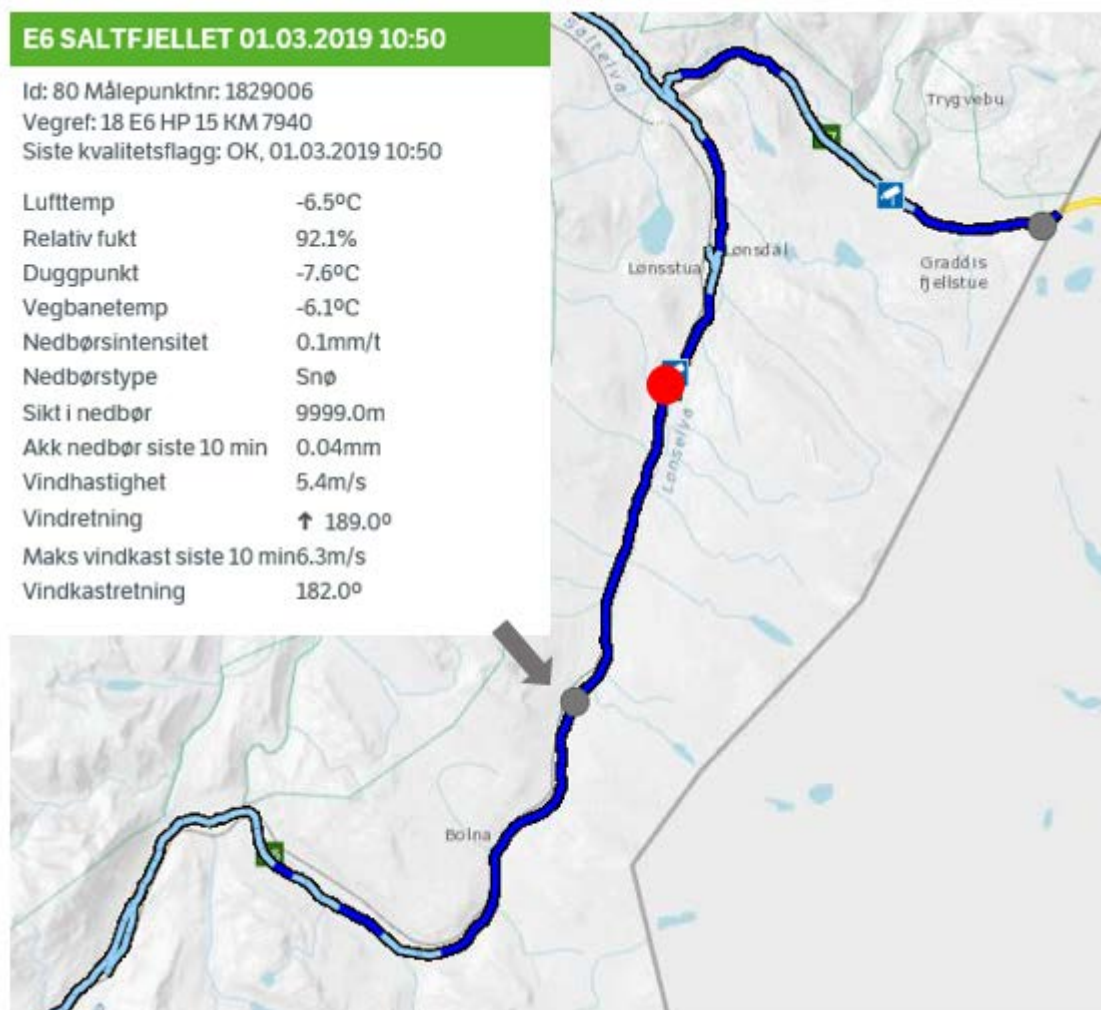 E6 SALTFJELLET 01.03.2019 10:50
Id: 80 Målepunktnr: 1829006
Vegref: 18 E6 HP 15 KM 7940
Siste kvalitetsflagg: OK, 01.03.2019 10:50
Lufttemp -6.5ºC
Relativ fukt 92.1%
Duggpunkt -7.6ºC
Vegbanetemp -6.1ºC
Nedbørsintensitet 0.1mm/t
Nedbørstype Snø
Sikt i nedbør 9999.0m
Akk nedbør siste 10 min 0.04mm
Vindhastighet 5.4m/s
Vindretning ↑ 189.0º
Maks vindkast siste 10 min6.3m/s
Vindkastretning 182.0º
Saltelva
Trygvebu
Lønsdal
Lønsstua
Graddis
fjellstue
Lønselva
Bolna